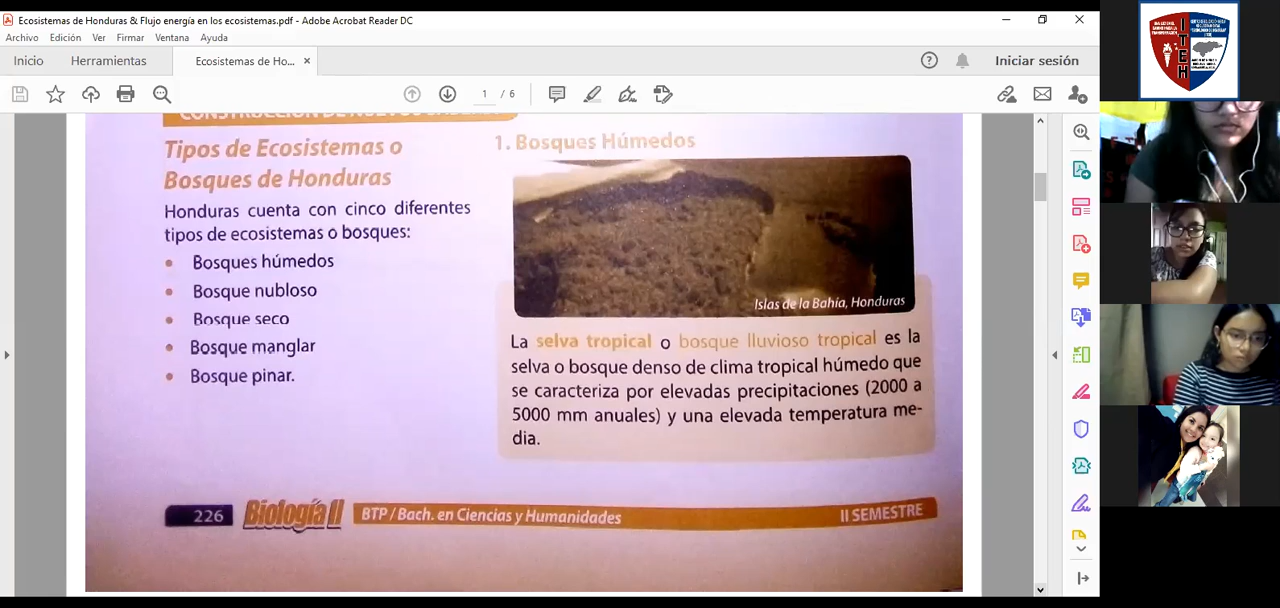 Ecosistemas de Honduras & Flujo energía en los ecosistemas.pdf - Adobe Acrobat Reader DC
Archivo Edición Ver Firmar Ventana Ayuda
Inicio Herramientas Ecosistemas de Ho... × Iniciar sesión
1 / 6
CONSTRUCCIÓN DE NUEVOS
Tipos de Ecosistemas o
Bosques de Honduras
Honduras cuenta con cinco diferentes
tipos de ecosistemas o bosques:
• Bosques húmedos
• Bosque nubloso
• Bosque seco
• Bosque manglar
• Bosque pinar.
1. Bosques Húmedos
Islas de la Bahía, Honduras
La selva tropical o bosque lluvioso tropical es la
selva o bosque denso de clima tropical húmedo que
se caracteriza por elevadas precipitaciones (2000 a
5000 mm anuales) y una elevada temperatura me-
dia.
226 Biología II BTP / Bach. en Ciencias y Humanidades II SEMESTRE
ITEH